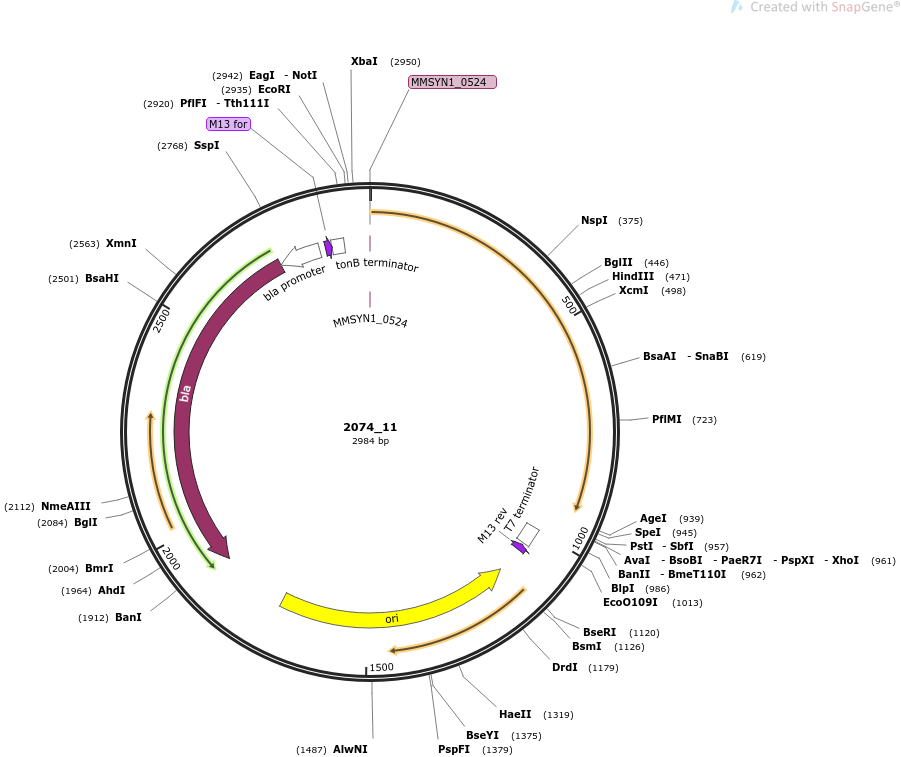 Created with SnapGene®
XbaI (2950)
(2942) EagI - NotI
(2935) EcoRI
(2920) PflFI - Tth111I
M13 for
(2768) SspI
MMSYN1_0524
NspI (375)
(2563) XmnI
(2501) BsaHI
BglII (446)
HindIII (471)
XcmI (498)
bla promoter
tonB terminator
MMSYN1_0524
500
2500
BsaAI - SnaBI (619)
PflMI (723)
bla
2074_11
2984 bp
M13 rev
T7 terminator
(2112) NmeAIII
(2084) BglI
AgeI (939)
SpeI (945)
PstI - SbfI (957)
AvaI - BsoBI - PaeR7I - PspXI - XhoI (961)
BanII - BmeT110I (962)
BlpI (986)
EcoO109I (1013)
1000
2000
(2004) BmrI
(1964) AhdI
(1912) BanI
ori
BseRI (1120)
BsmI (1126)
DrdI (1179)
1500
HaeII (1319)
BseYI (1375)
(1487) AlwNI
PspFI (1379)